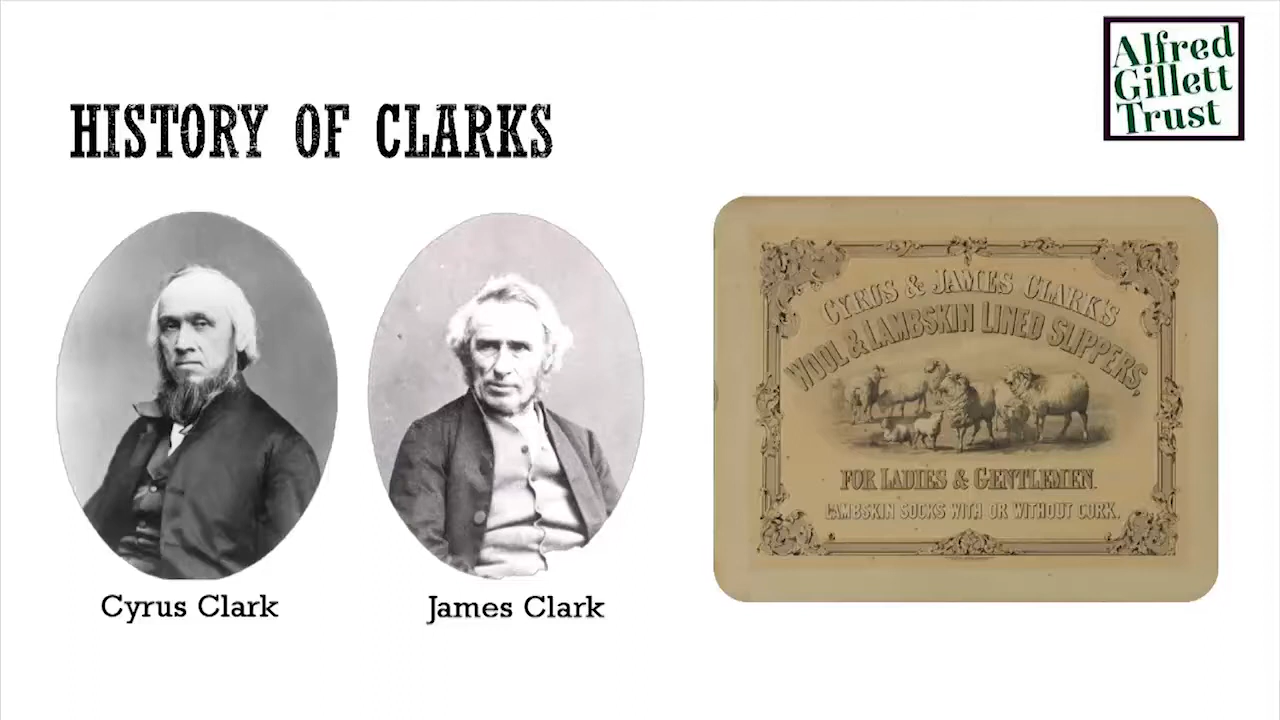 Alfred
Gillett
Trust
HISTORY OF CLARKS
CYRUS & JAMES CLARK'S
WOOL & LAMBSKIN LINED SLIPPERS,
FOR LADIES & GENTLEMEN.
LAMBSKIN SOCKS WITH OR WITHOUT CORK.
Cyrus Clark
James Clark